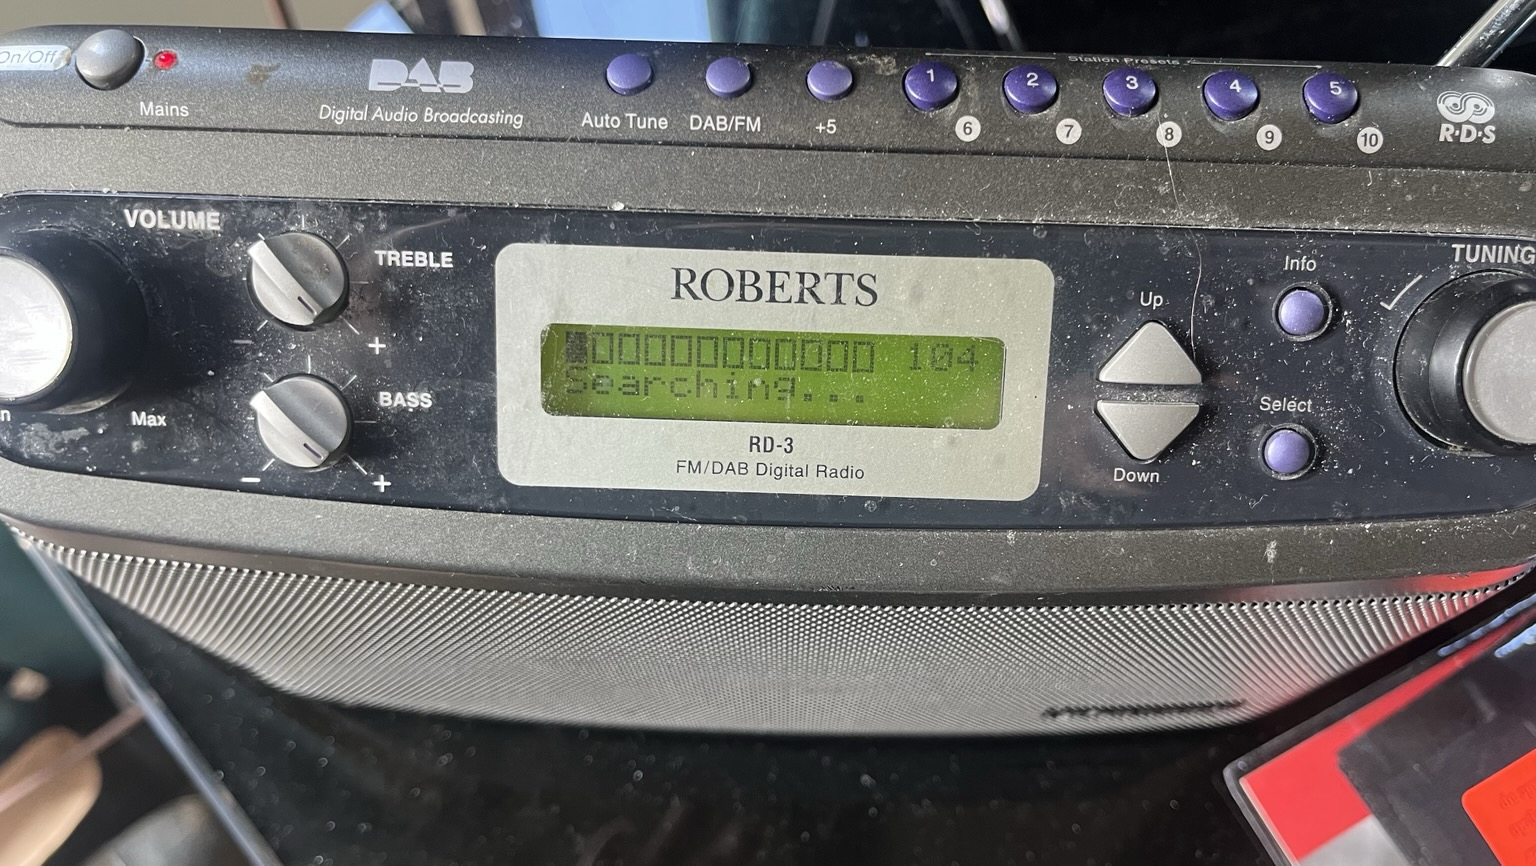 On/Off
Mains
DAB
Digital Audio Broadcasting
Auto Tune
DAB/FM
+5
Station Presets
1
2
3
4
5
6
7
8
9
10
R·D·S
VOLUME
Max
TREBLE
- +
BASS
- +
ROBERTS
104
Searching...
RD-3
FM/DAB Digital Radio
Up
Down
Info
Select
TUNING